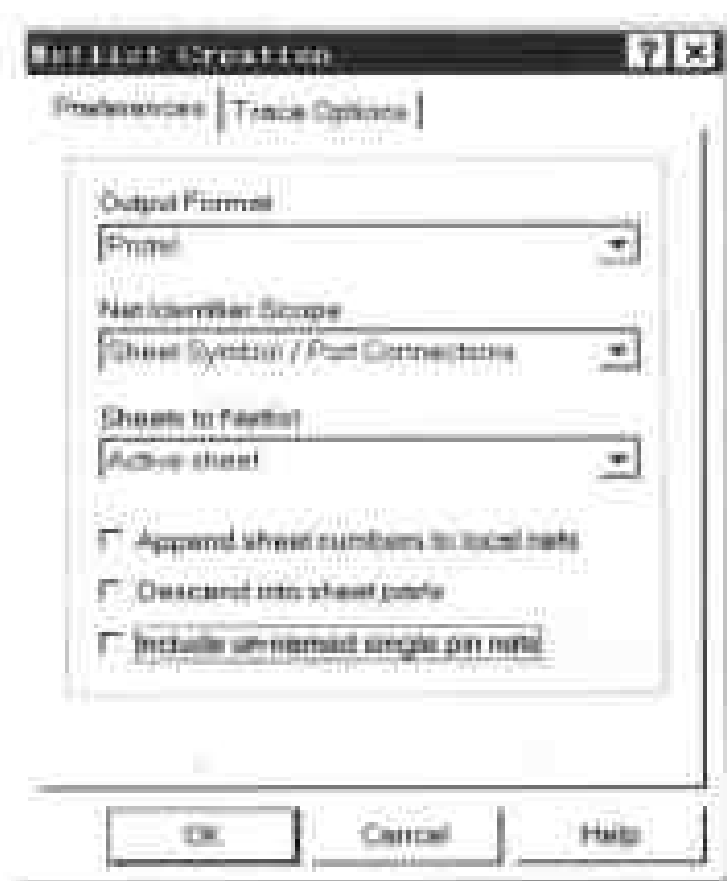 Netlist Creation ? ×
Preferences Trace Options
Output Format
Protel
Net Identifier Scope
Sheet Symbol / Port Connections
Sheets to Netlist
Active sheet
Append sheet numbers to local nets
Descend into sheet parts
Include un-named single pin nets
OK Cancel Help